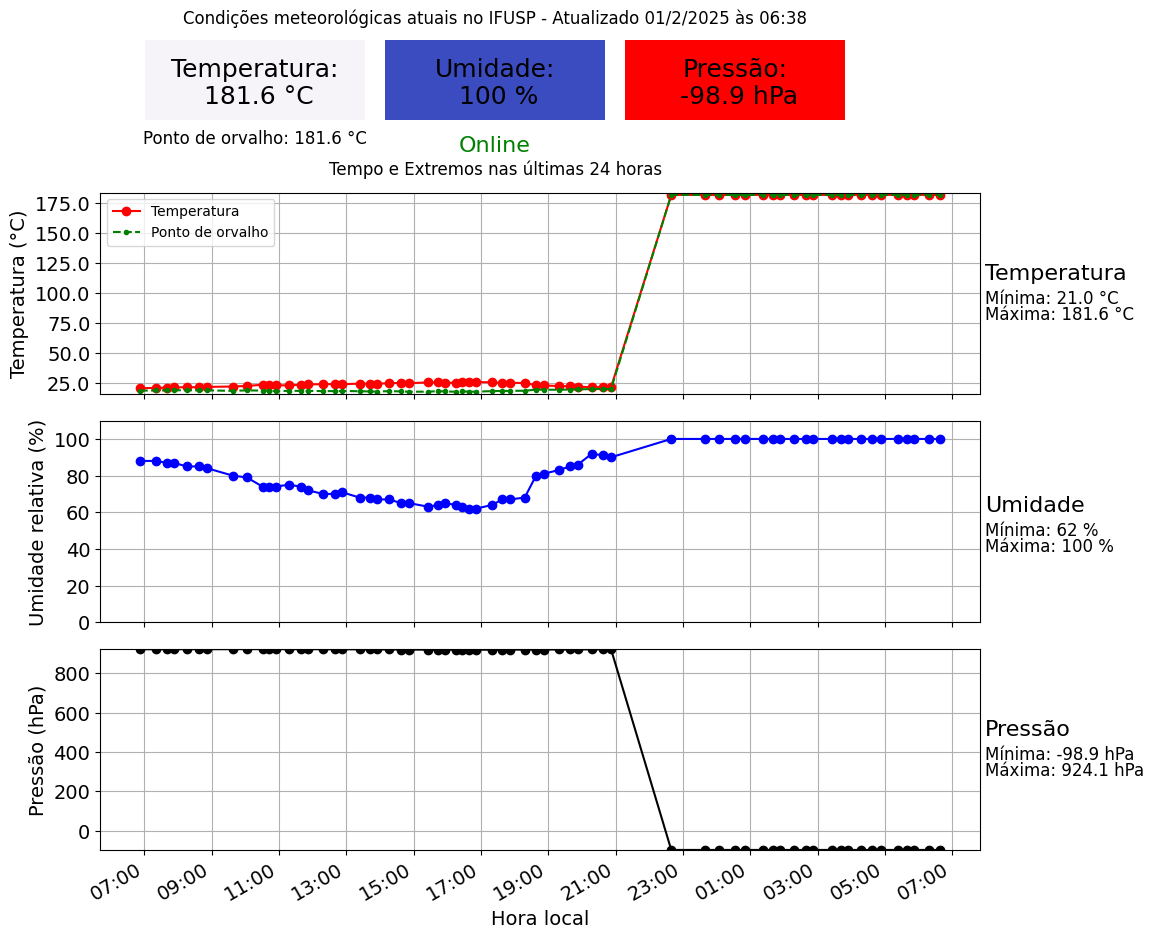 Condições meteorológicas atuais no IFUSP - Atualizado 01/2/2025 às 06:38
Temperatura:
181.6 °C
Umidade:
100 %
Pressão:
-98.9 hPa
Ponto de orvalho: 181.6 °C
Online
Tempo e Extremos nas últimas 24 horas
Temperatura (°C)
175.0
150.0
125.0
100.0
75.0
50.0
25.0
Temperatura
Ponto de orvalho
Temperatura
Mínima: 21.0 °C
Máxima: 181.6 °C
Umidade relativa (%)
100
80
60
40
20
0
Umidade
Mínima: 62 %
Máxima: 100 %
Pressão (hPa)
800
600
400
200
0
Pressão
Mínima: -98.9 hPa
Máxima: 924.1 hPa
07:00 09:00 11:00 13:00 15:00 17:00 19:00 21:00 23:00 01:00 03:00 05:00 07:00
Hora local